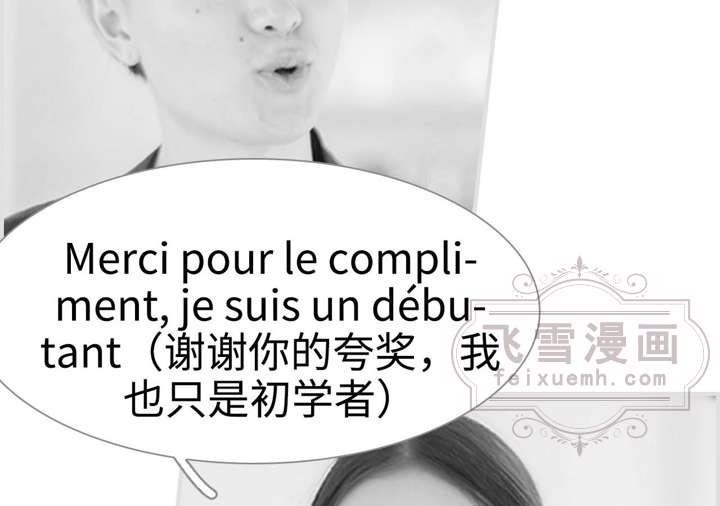 Merci pour le compli-
ment, je suis un débu-
tant（谢谢你的夸奖，我
也只是初学者）
飞雪漫画
feixuemh.com